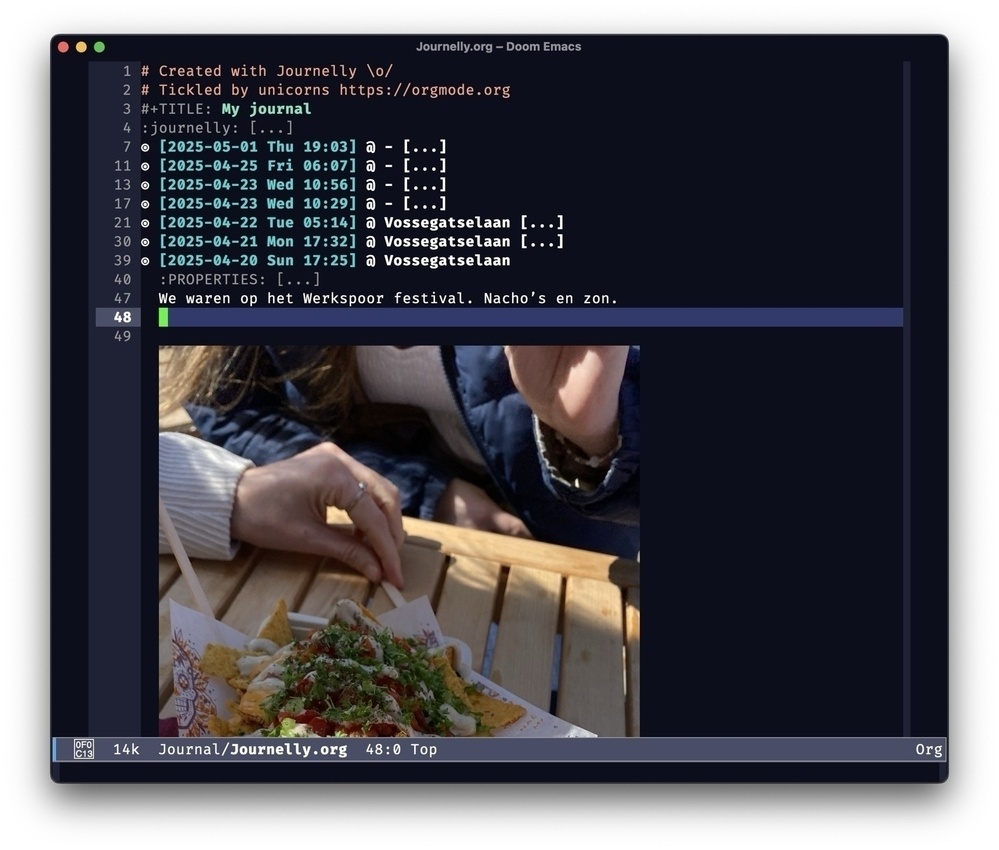 Journelly.org – Doom Emacs
1 # Created with Journelly \o/
2 # Tickled by unicorns https://orgmode.org
3 #+TITLE: My journal
4 :journelly: [...]
7 [2025-05-01 Thu 19:03] @ - [...]
11 [2025-04-25 Fri 06:07] @ - [...]
13 [2025-04-23 Wed 10:56] @ - [...]
17 [2025-04-23 Wed 10:29] @ - [...]
21 [2025-04-22 Tue 05:14] @ Vossegatselaan [...]
30 [2025-04-21 Mon 17:32] @ Vossegatselaan [...]
39 [2025-04-20 Sun 17:25] @ Vossegatselaan
40 :PROPERTIES: [...]
47 We waren op het Werkspoor festival. Nacho’s en zon.
48
49
0F0C13 14k Journal/Journelly.org 48:0 Top Org